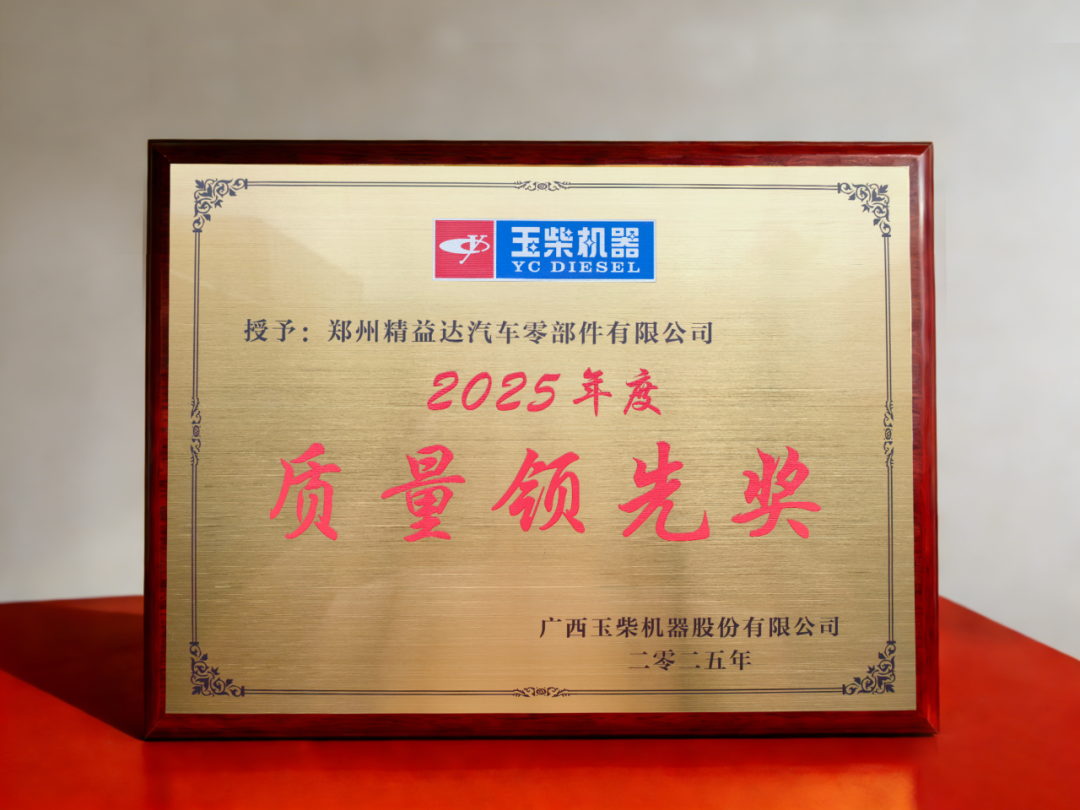 玉柴机器
YC DIESEL
授予：郑州精益达汽车零部件有限公司
2025年度
质量领先奖
广西玉柴机器股份有限公司
二零二五年